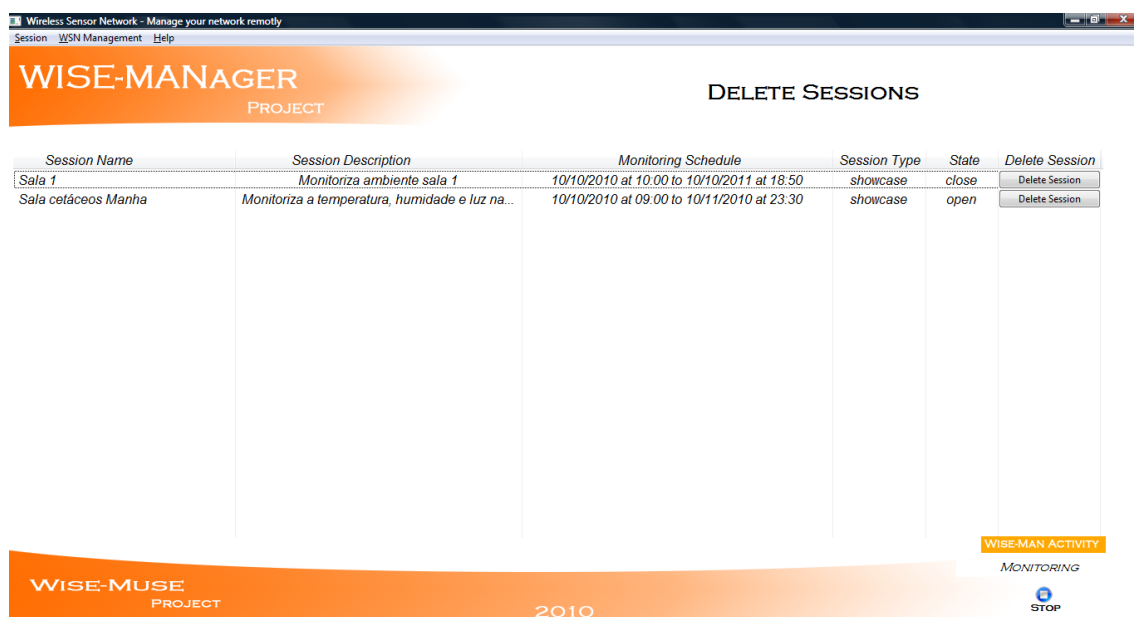 Wireless Sensor Network - Manage your network remotly
Session WSN Management Help
WISE-MANAGER
PROJECT
DELETE SESSIONS
Session Name Session Description Monitoring Schedule Session Type State Delete Session
Sala 1 Monitoriza ambiente sala 1 10/10/2010 at 10:00 to 10/10/2011 at 18:50 showcase close Delete Session
Sala cetáceos Manha Monitoriza a temperatura, humidade e luz na... 10/10/2010 at 09:00 to 10/11/2010 at 23:30 showcase open Delete Session
WISE-MAN ACTIVITY
MONITORING
WISE-MUSE
PROJECT
2010
STOP